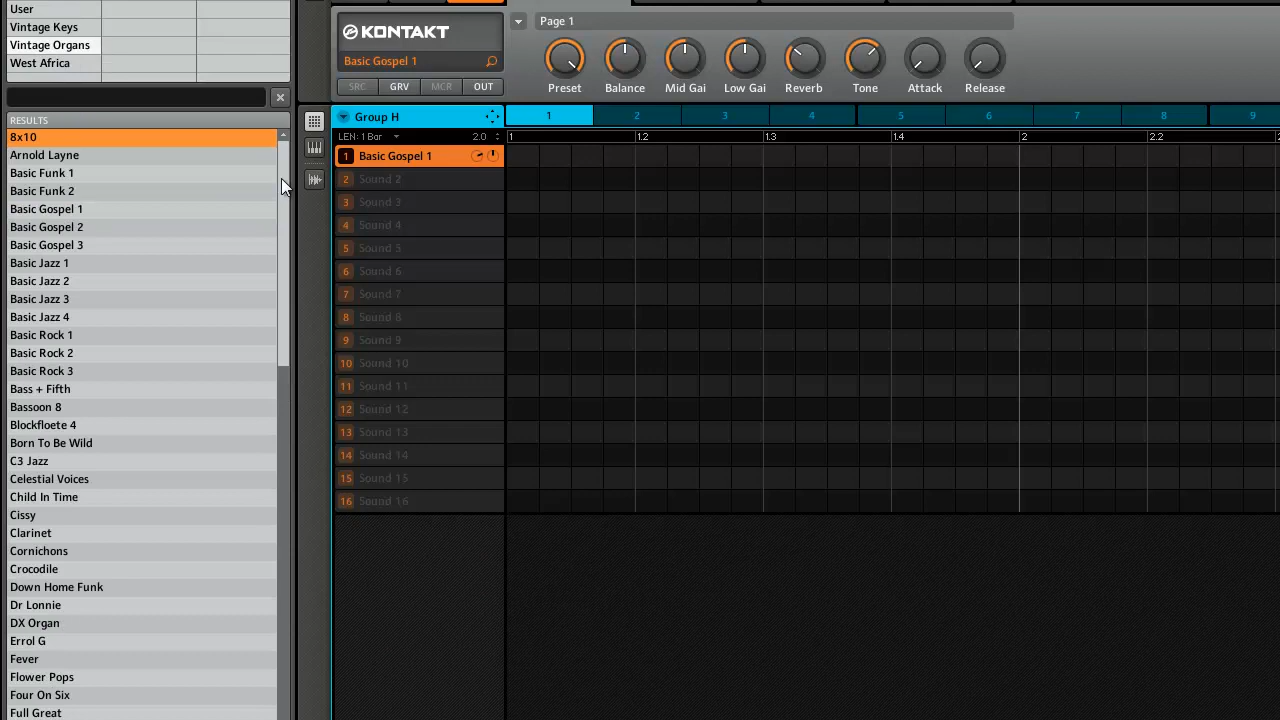 User
Vintage Keys
Vintage Organs
West Africa
RESULTS
8x10
Arnold Layne
Basic Funk 1
Basic Funk 2
Basic Gospel 1
Basic Gospel 2
Basic Gospel 3
Basic Jazz 1
Basic Jazz 2
Basic Jazz 3
Basic Jazz 4
Basic Rock 1
Basic Rock 2
Basic Rock 3
Bass + Fifth
Bassoon 8
Blockfloete 4
Born To Be Wild
C3 Jazz
Celestial Voices
Child In Time
Cissy
Clarinet
Cornichons
Crocodile
Down Home Funk
Dr Lonnie
DX Organ
Errol G
Fever
Flower Pops
Four On Six
Full Great
KONTAKT
Basic Gospel 1
SRC GRV MCR OUT
Page 1
Preset Balance Mid Gai Low Gai Reverb Tone Attack Release
Group H 1 2 3 4 5 6 7 8 9
LEN: 1 Bar 2.0 1 1.2 1.3 1.4 2 2.2
1 Basic Gospel 1
2 Sound 2
3 Sound 3
4 Sound 4
5 Sound 5
6 Sound 6
7 Sound 7
8 Sound 8
9 Sound 9
10 Sound 10
11 Sound 11
12 Sound 12
13 Sound 13
14 Sound 14
15 Sound 15
16 Sound 16